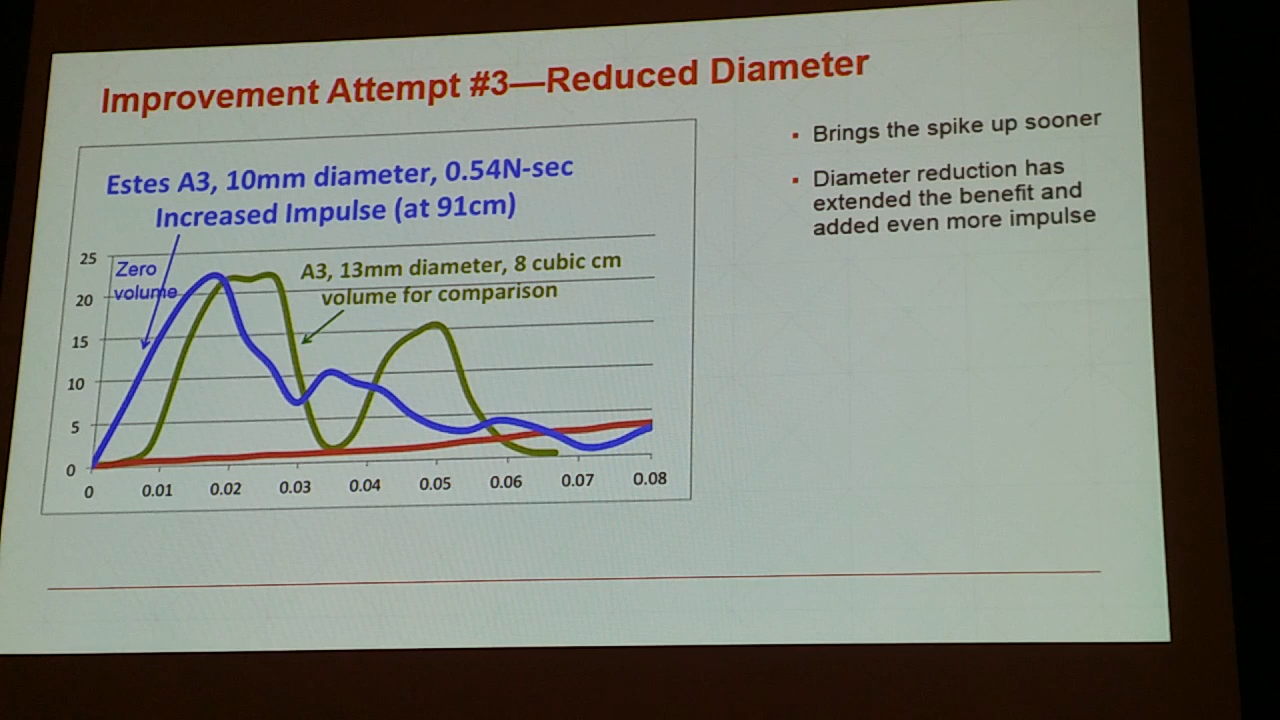 Improvement Attempt #3—Reduced Diameter
Estes A3, 10mm diameter, 0.54N-sec
Increased Impulse (at 91cm)
Zero
volume
A3, 13mm diameter, 8 cubic cm
volume for comparison
25
20
15
10
5
0
0 0.01 0.02 0.03 0.04 0.05 0.06 0.07 0.08
▪ Brings the spike up sooner
▪ Diameter reduction has
extended the benefit and
added even more impulse